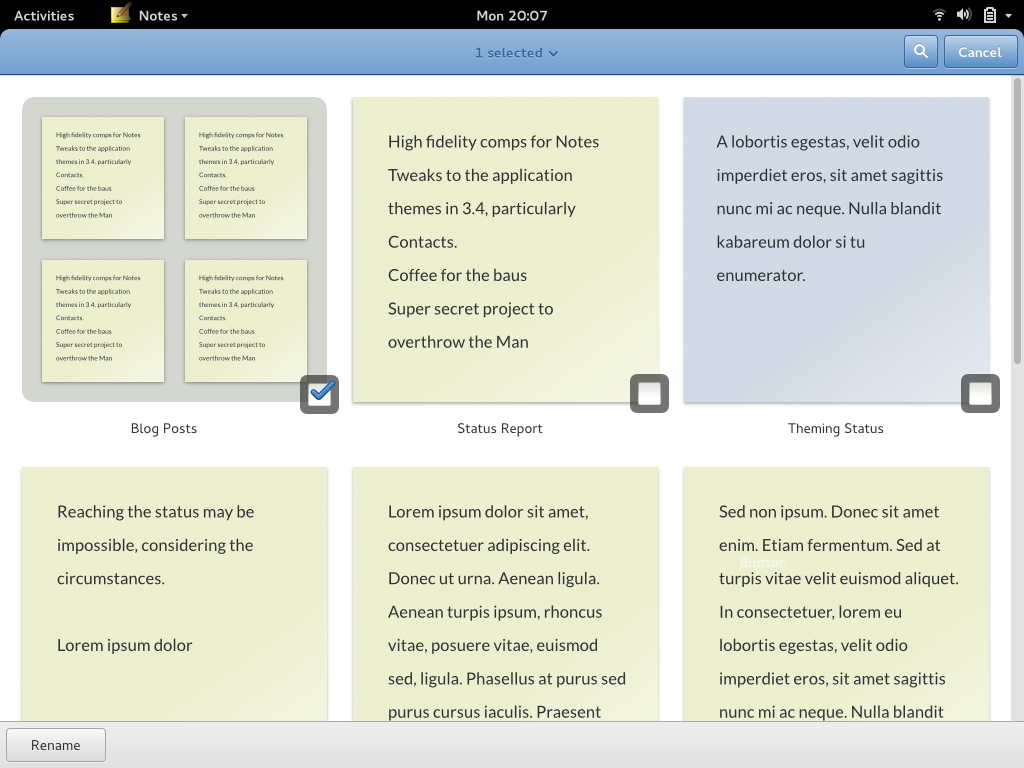 Activities
Notes
Mon 20:07
1 selected
Cancel
High fidelity comps for Notes
Tweaks to the application
themes in 3.4, particularly
Contacts.
Coffee for the baus
Super secret project to
overthrow the Man
High fidelity comps for Notes
Tweaks to the application
themes in 3.4, particularly
Contacts.
Coffee for the baus
Super secret project to
overthrow the Man
High fidelity comps for Notes
Tweaks to the application
themes in 3.4, particularly
Contacts.
Coffee for the baus
Super secret project to
overthrow the Man
High fidelity comps for Notes
Tweaks to the application
themes in 3.4, particularly
Contacts.
Coffee for the baus
Super secret project to
overthrow the Man
Blog Posts
High fidelity comps for Notes
Tweaks to the application
themes in 3.4, particularly
Contacts.
Coffee for the baus
Super secret project to
overthrow the Man
Status Report
A lobortis egestas, velit odio
imperdiet eros, sit amet sagittis
nunc mi ac neque. Nulla blandit
kabareum dolor si tu
enumerator.
Theming Status
Reaching the status may be
impossible, considering the
circumstances.
Lorem ipsum dolor
Lorem ipsum dolor sit amet,
consectetuer adipiscing elit.
Donec ut urna. Aenean ligula.
Aenean turpis ipsum, rhoncus
vitae, posuere vitae, euismod
sed, ligula. Phasellus at purus sed
purus cursus iaculis. Praesent
Sed non ipsum. Donec sit amet
enim. Etiam fermentum. Sed at
Button
turpis vitae velit euismod aliquet.
In consectetuer, lorem eu
lobortis egestas, velit odio
imperdiet eros, sit amet sagittis
nunc mi ac neque. Nulla blandit
Rename